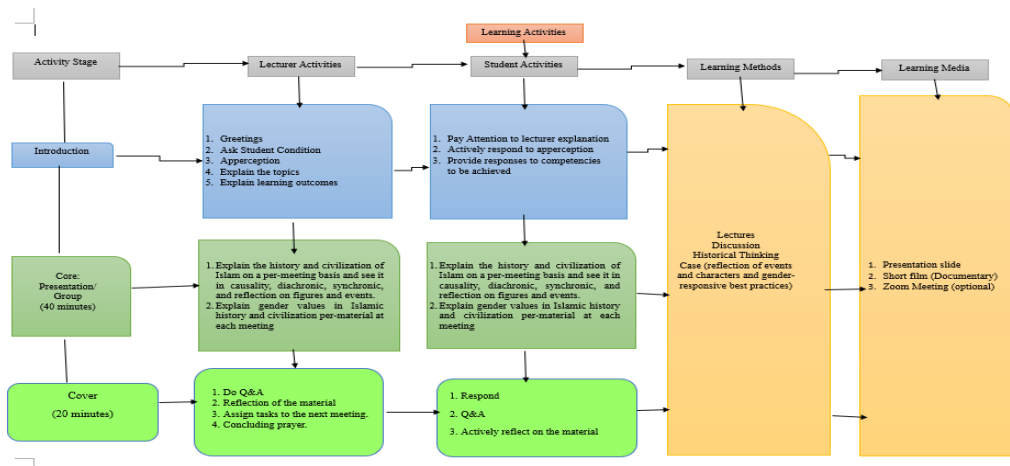 Learning Activities
Activity Stage
Lecturer Activities
Student Activities
Learning Methods
Learning Media
Introduction
1. Greetings
2. Ask Student Condition
3. Apperception
4. Explain the topics
5. Explain learning outcomes
1. Pay Attention to lecturer explanation
2. Actively respond to apperception
3. Provide responses to competencies
to be achieved
Core:
Presentation/
Group
(40 minutes)
1. Explain the history and civilization of
Islam on a per-meeting basis and see it
in causality, diachronic, synchronic,
and reflection on figures and events.
2. Explain gender values in Islamic
history and civilization per-material at
each meeting
1. Explain the history and civilization of
Islam on a per-meeting basis and see it in
causality, diachronic, synchronic, and
reflection on figures and events.
2. Explain gender values in Islamic history
and civilization per-material at each
meeting
Lectures
Discussion
Historical Thinking
Case (reflection of events
and characters and gender-
responsive best practices)
1. Presentation slide
2. Short film (Documentary)
3. Zoom Meeting (optional)
Cover
(20 minutes)
1. Do Q&A
2. Reflection of the material
3. Assign tasks to the next meeting.
4. Concluding prayer.
1. Respond
2. Q&A
3. Actively reflect on the material